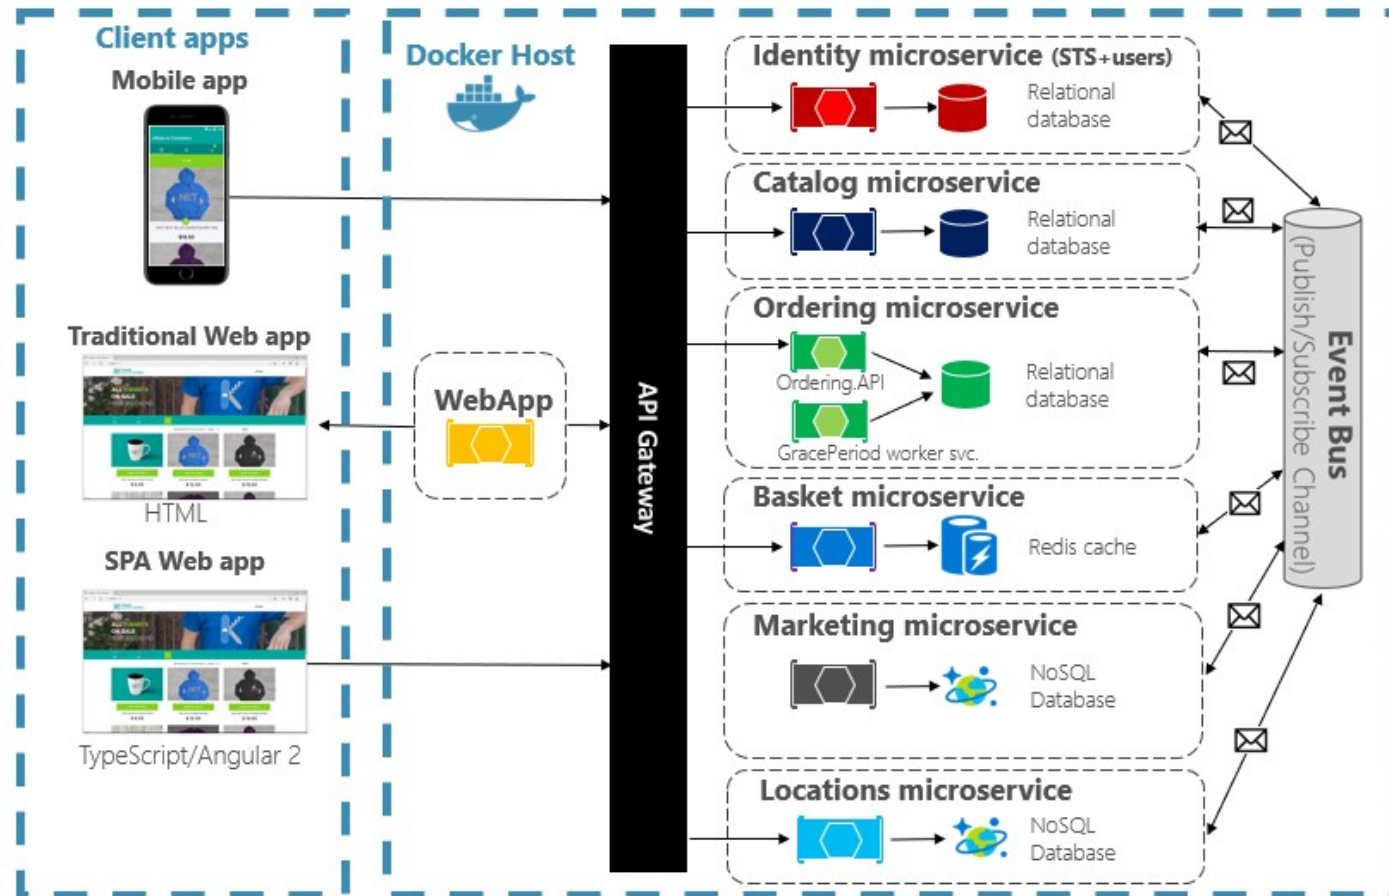 Client apps
Mobile app
Traditional Web app
HTML
SPA Web app
TypeScript/Angular 2
Docker Host
WebApp
API Gateway
Identity microservice (STS+users)
Relational
database
Catalog microservice
Relational
database
Ordering microservice
Ordering.API
GracePeriod worker svc.
Relational
database
Basket microservice
Redis cache
Marketing microservice
NoSQL
Database
Locations microservice
NoSQL
Database
Event Bus
(Publish/Subscribe Channel)